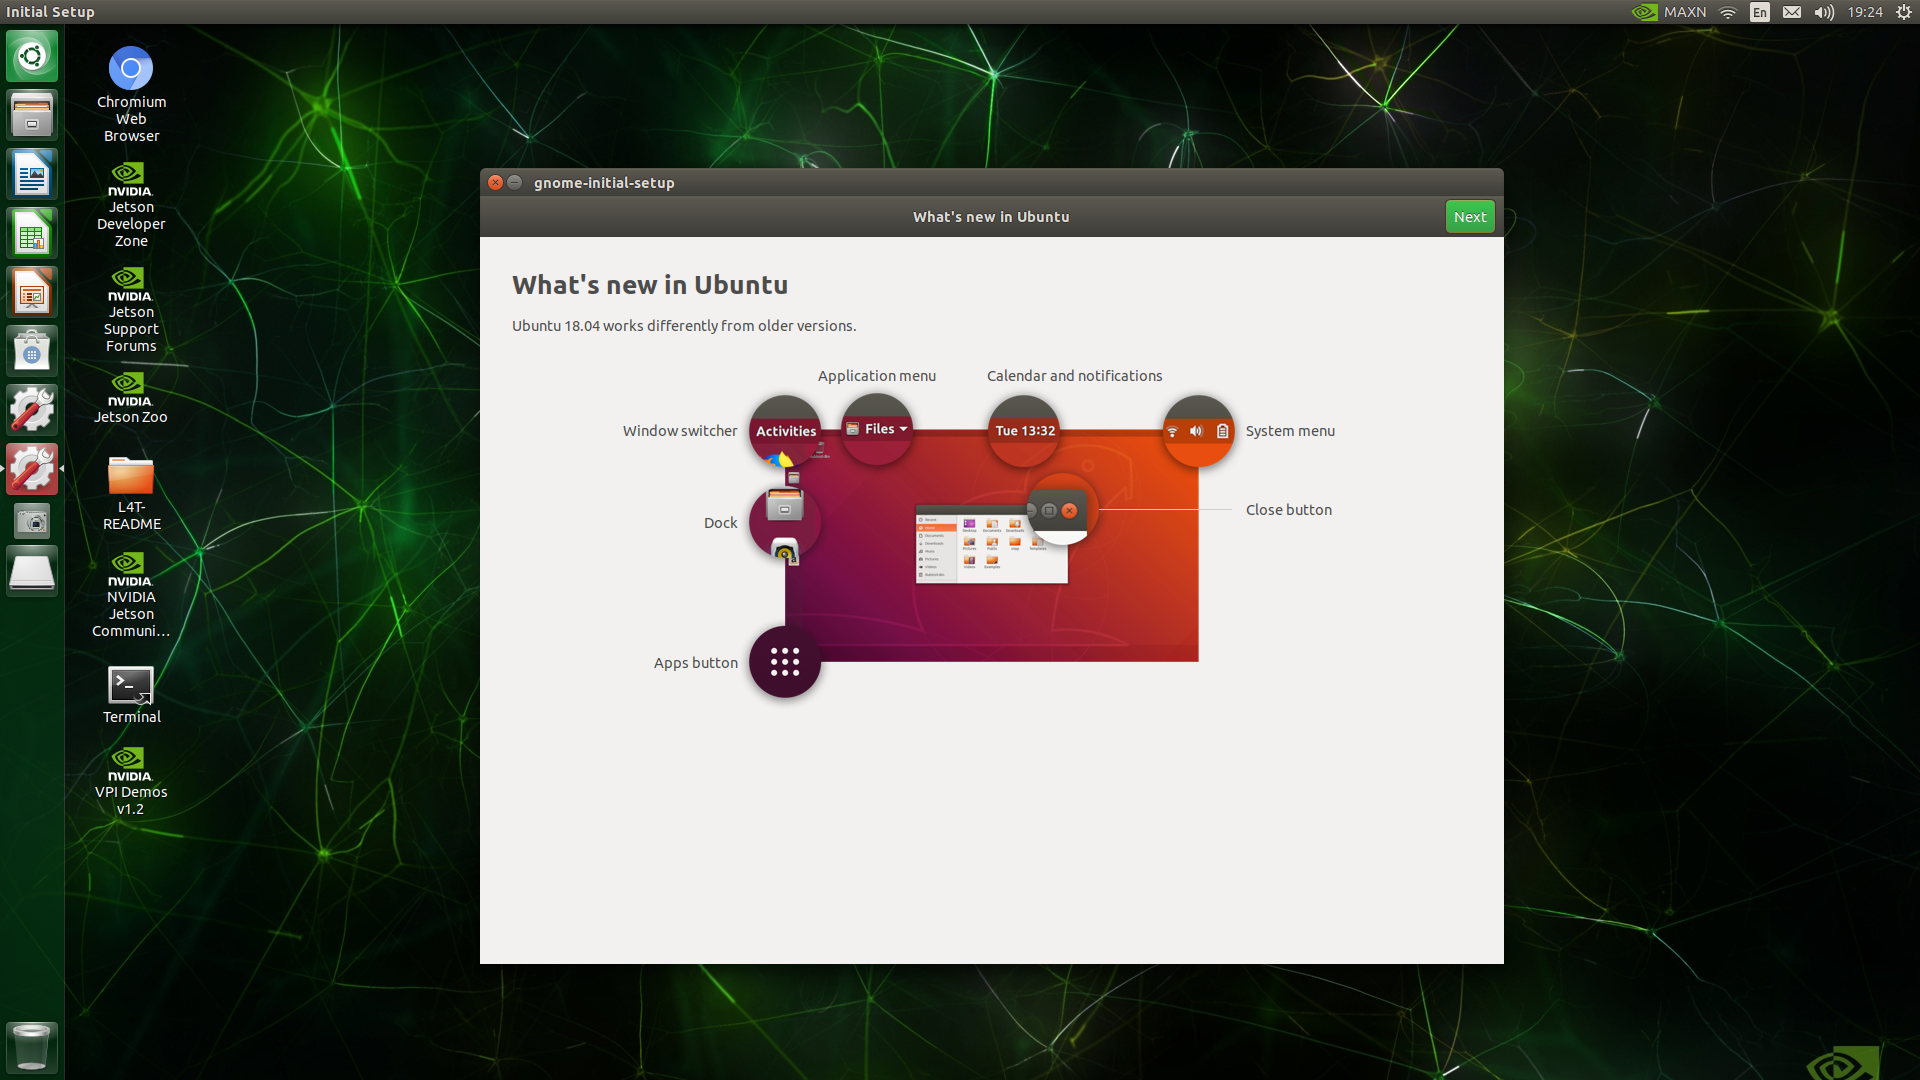 Initial Setup
MAXN
En
19:24
Chromium
Web
Browser
NVIDIA.
Jetson
Developer
Zone
NVIDIA.
Jetson
Support
Forums
NVIDIA.
Jetson Zoo
L4T-
README
NVIDIA.
NVIDIA
Jetson
Communi...
>_
Terminal
NVIDIA.
VPI Demos
v1.2
gnome-initial-setup
What's new in Ubuntu
Next
What's new in Ubuntu
Ubuntu 18.04 works differently from older versions.
Application menu
Calendar and notifications
Window switcher
Activities
Files
Tue 13:32
System menu
Dock
a
Close button
Apps button